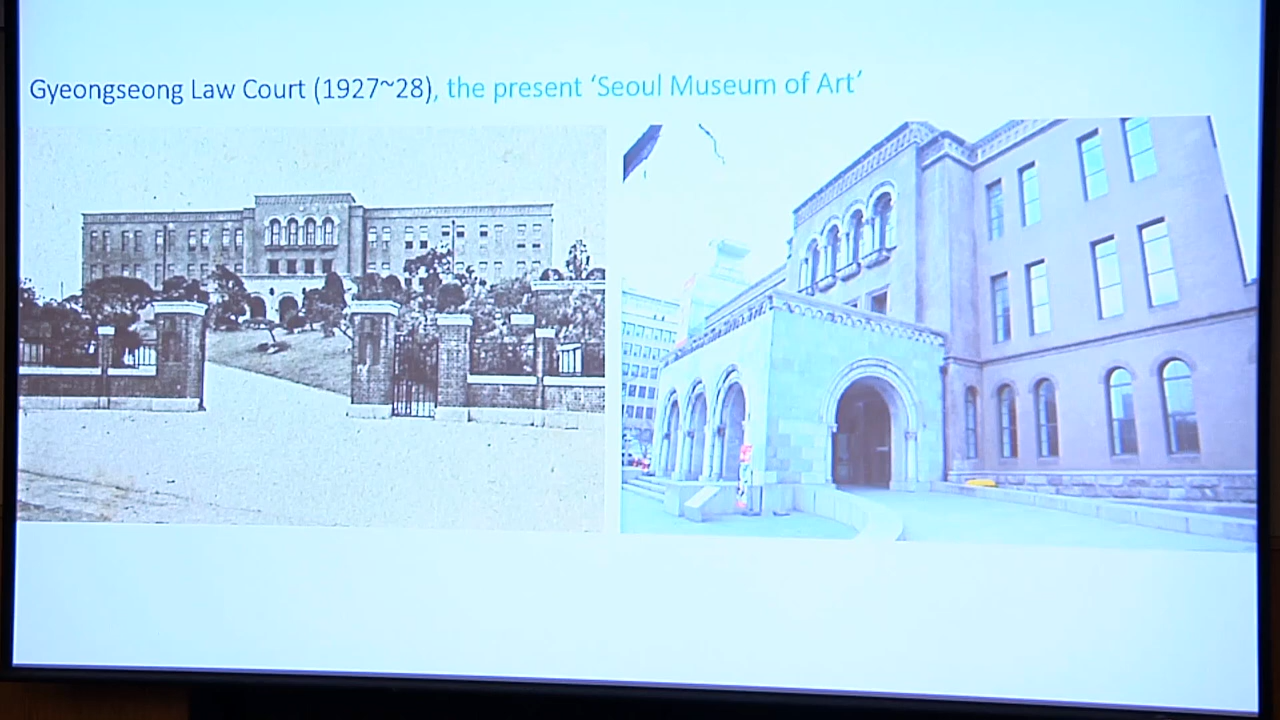 Gyeongseong Law Court (1927~28), the present ‘Seoul Museum of Art’